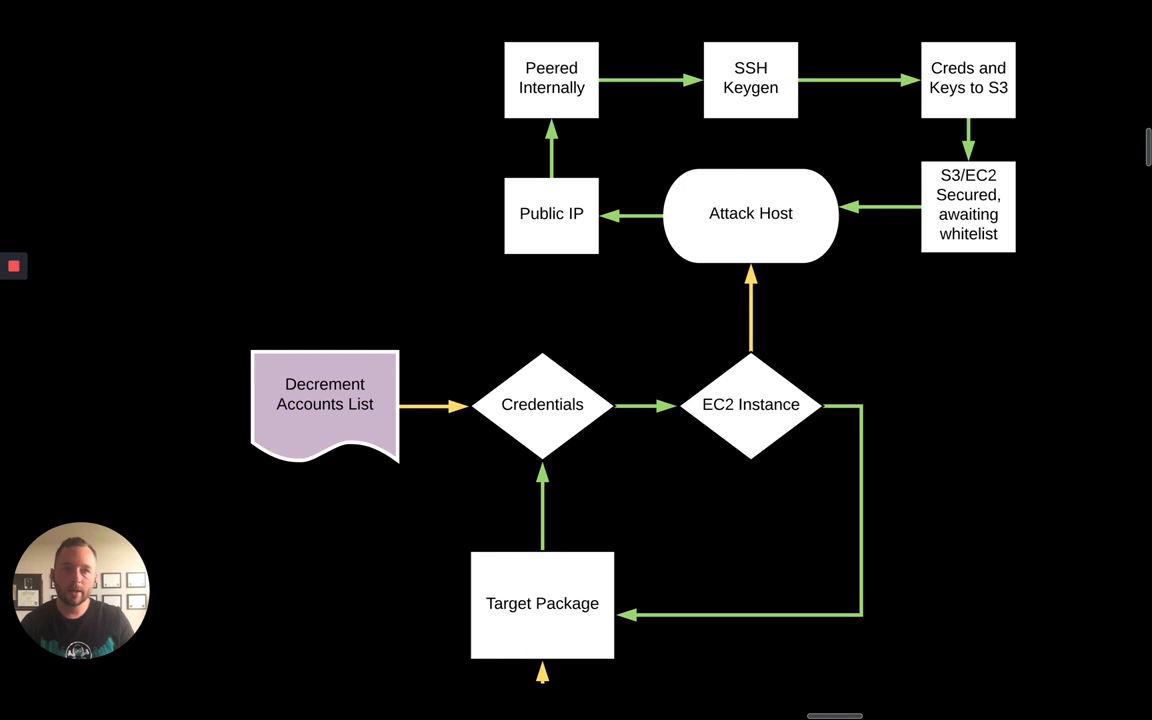 Peered
Internally
SSH
Keygen
Creds and
Keys to S3
Public IP
Attack Host
S3/EC2
Secured,
awaiting
whitelist
Decrement
Accounts List
Credentials
EC2 Instance
Target Package